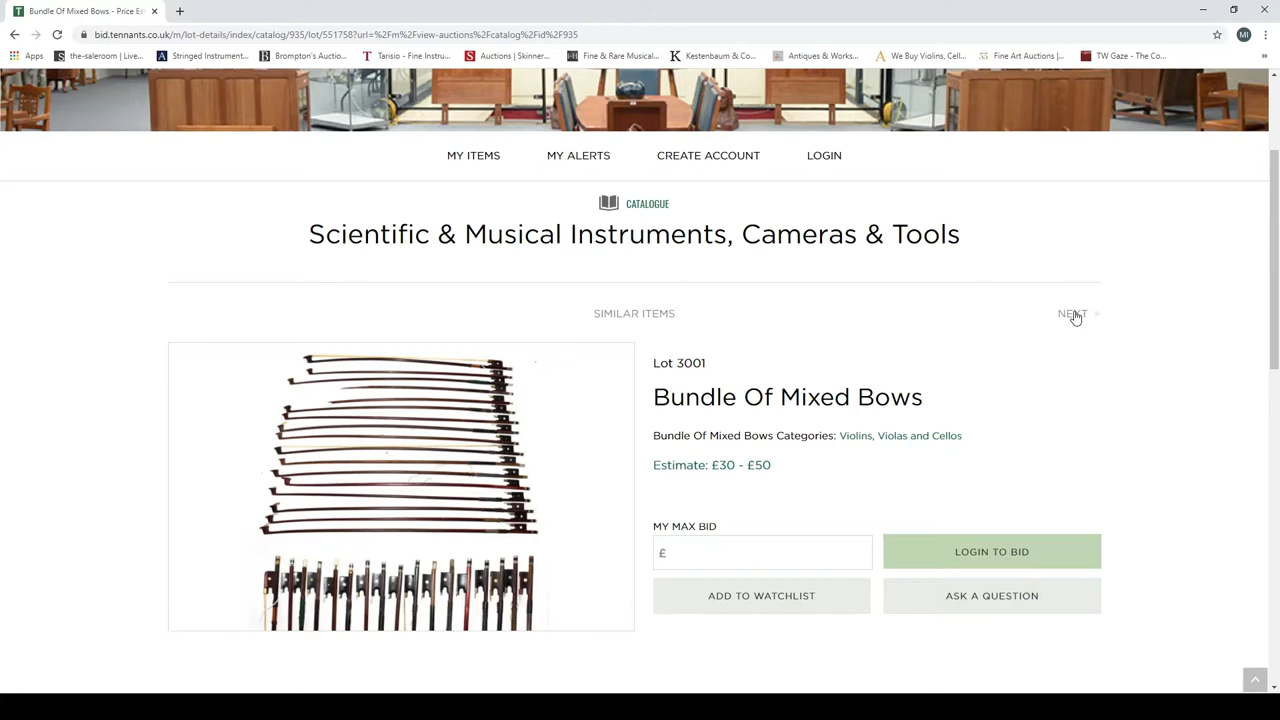 Bundle Of Mixed Bows - Price Es
bid.tennants.co.uk/m/lot-details/index/catalog/935/lot/551758?url=%2Fm%2Fview-auctions%2Fcatalog%2Fid%2F935
MI
Apps
the-saleroom | Live...
Stringed Instrument...
Brompton's Auctio...
Tarisio - Fine Instru...
Auctions | Skinner...
Fine & Rare Musical...
Kestenbaum & Co...
Antiques & Works...
We Buy Violins, Cell...
Fine Art Auctions |...
TW Gaze - The Co...
MY ITEMS
MY ALERTS
CREATE ACCOUNT
LOGIN
CATALOGUE
Scientific & Musical Instruments, Cameras & Tools
SIMILAR ITEMS
NEXT
Lot 3001
Bundle Of Mixed Bows
Bundle Of Mixed Bows Categories: Violins, Violas and Cellos
Estimate: £30 - £50
MY MAX BID
£
LOGIN TO BID
ADD TO WATCHLIST
ASK A QUESTION